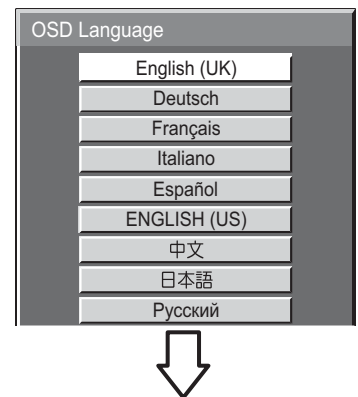 OSD Language
English (UK)
Deutsch
Français
Italiano
Español
ENGLISH (US)
中文
日本語
Русский